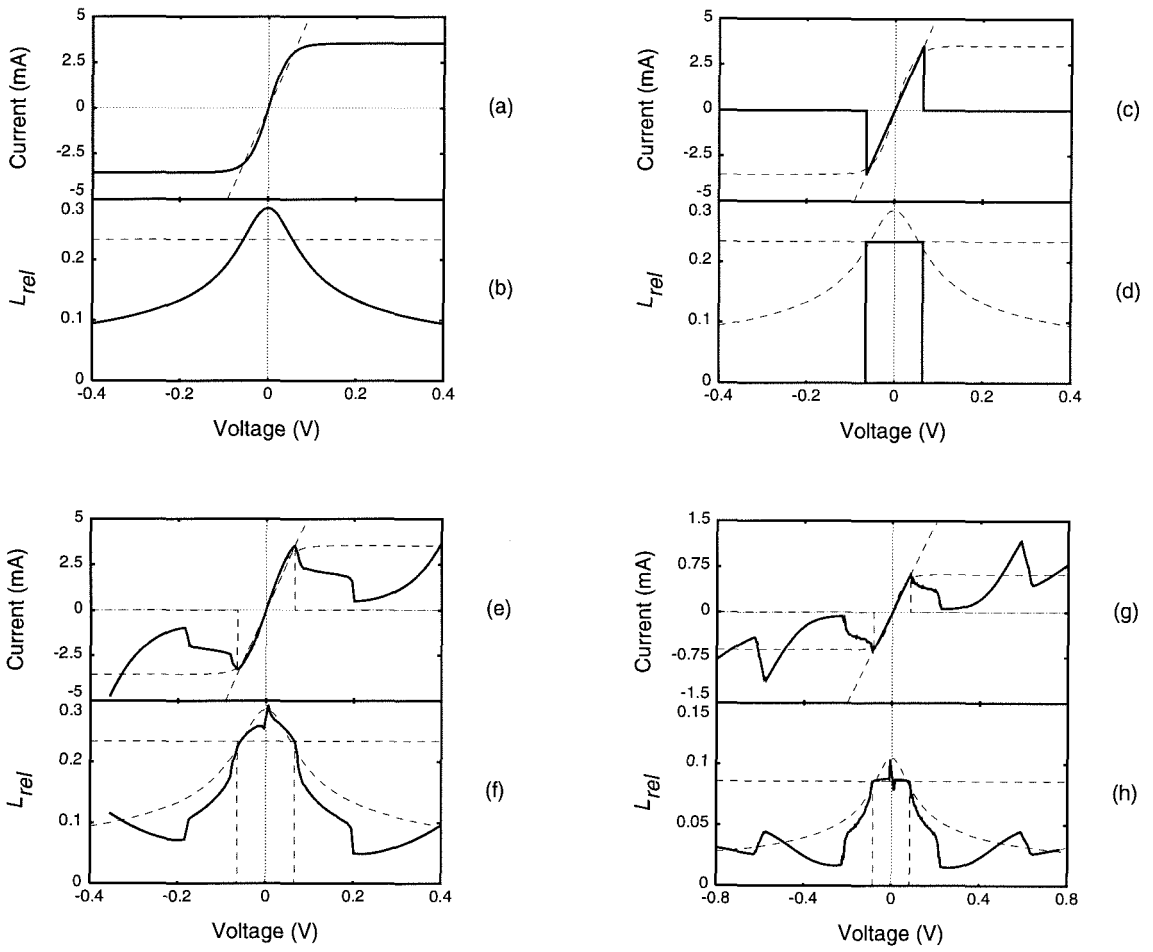 5
2.5
0
-2.5
-5
Current (mA)
(a)
0.3
0.2
0.1
0
L_rel
(b)
-0.4
-0.2
0
0.2
0.4
Voltage (V)
5
2.5
0
-2.5
-5
Current (mA)
(c)
0.3
0.2
0.1
0
L_rel
(d)
-0.4
-0.2
0
0.2
0.4
Voltage (V)
5
2.5
0
-2.5
-5
Current (mA)
(e)
0.3
0.2
0.1
0
L_rel
(f)
-0.4
-0.2
0
0.2
0.4
Voltage (V)
1.5
0.75
0
-0.75
-1.5
Current (mA)
(g)
0.15
0.1
0.05
0
L_rel
(h)
-0.8
-0.4
0
0.4
0.8
Voltage (V)